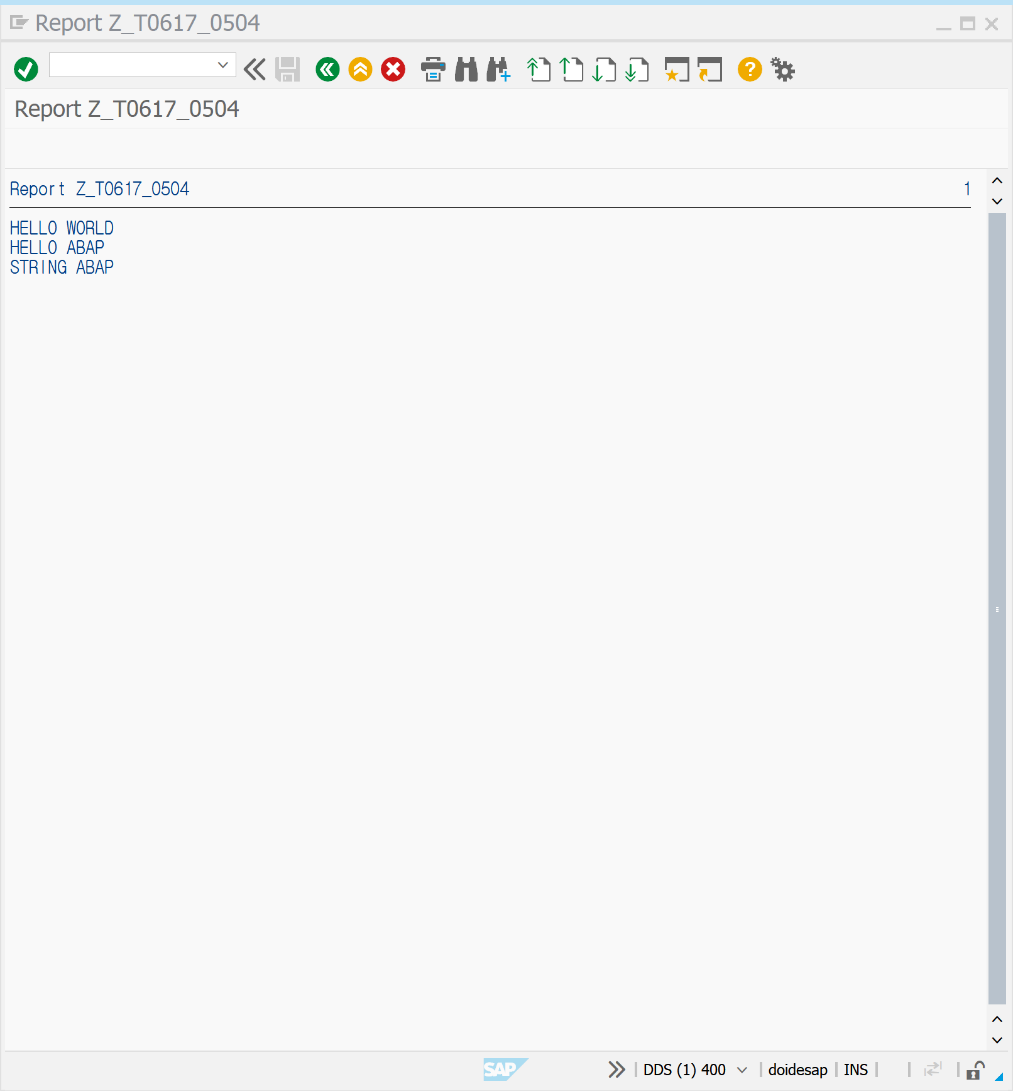 Report Z_T0617_0504
Report Z_T0617_0504
Report Z_T0617_0504 1
HELLO WORLD
HELLO ABAP
STRING ABAP
SAP DDS (1) 400 doidesap INS